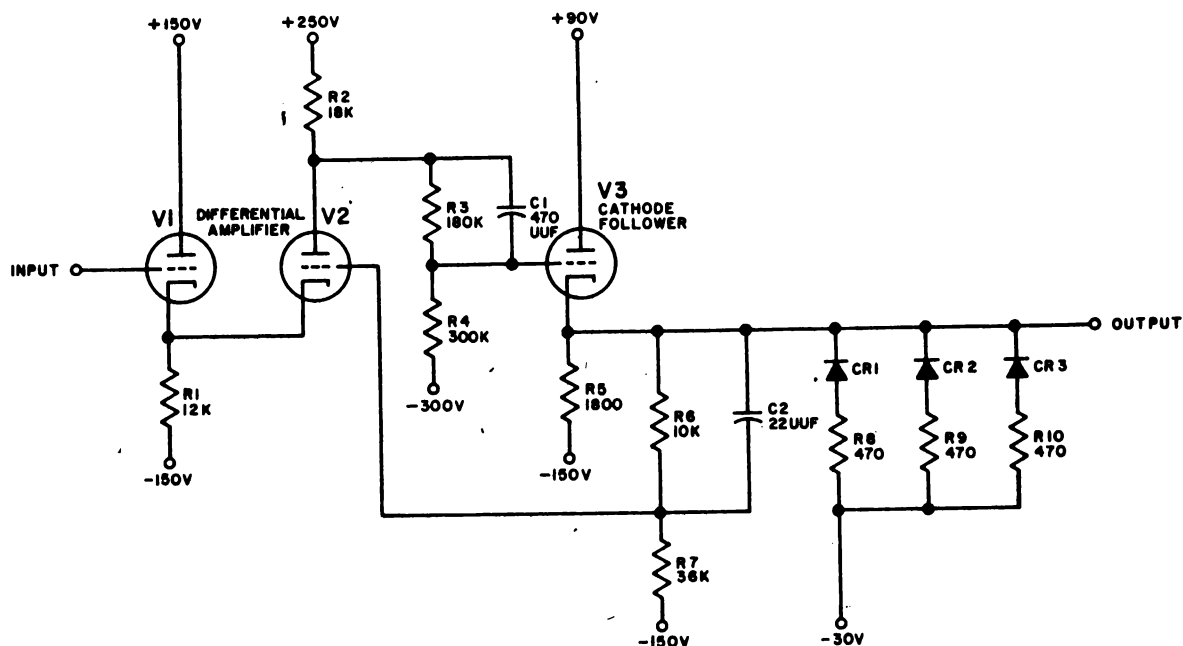 +150V
+250V
+90V
R2
18K
V1
DIFFERENTIAL
AMPLIFIER
V2
R3
180K
C1
470
UUF
V3
CATHODE
FOLLOWER
INPUT
R4
300K
-300V
OUTPUT
R1
12K
-150V
R5
1800
-150V
R6
10K
C2
22UUF
CR1
CR2
CR3
R8
470
R9
470
R10
470
R7
36K
-150V
-30V